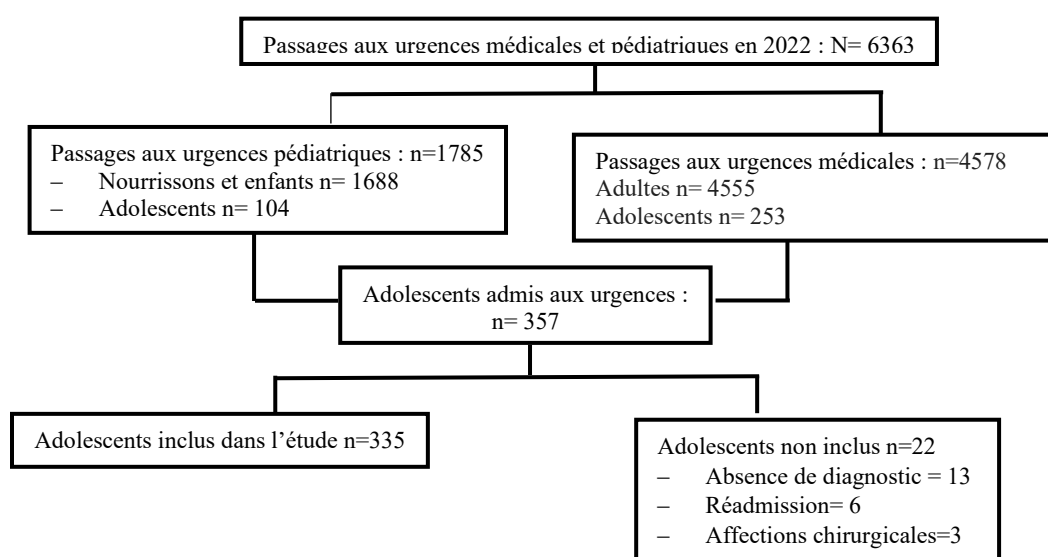 Passages aux urgences médicales et pédiatriques en 2022 : N= 6363
Passages aux urgences pédiatriques : n=1785
– Nourrissons et enfants n= 1688
– Adolescents n= 104
Passages aux urgences médicales : n=4578
Adultes n= 4555
Adolescents n= 253
Adolescents admis aux urgences :
n= 357
Adolescents inclus dans l’étude n=335
Adolescents non inclus n=22
– Absence de diagnostic = 13
– Réadmission= 6
– Affections chirurgicales=3